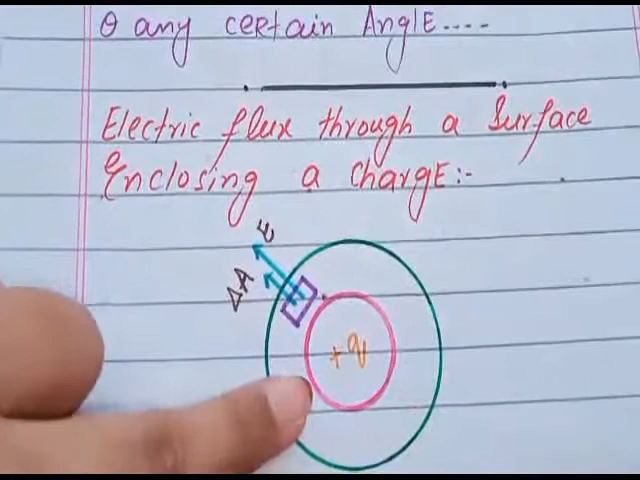 θ any certain Angle....
Electric flux through a Surface
Enclosing a charge:-
E
ΔA
+q